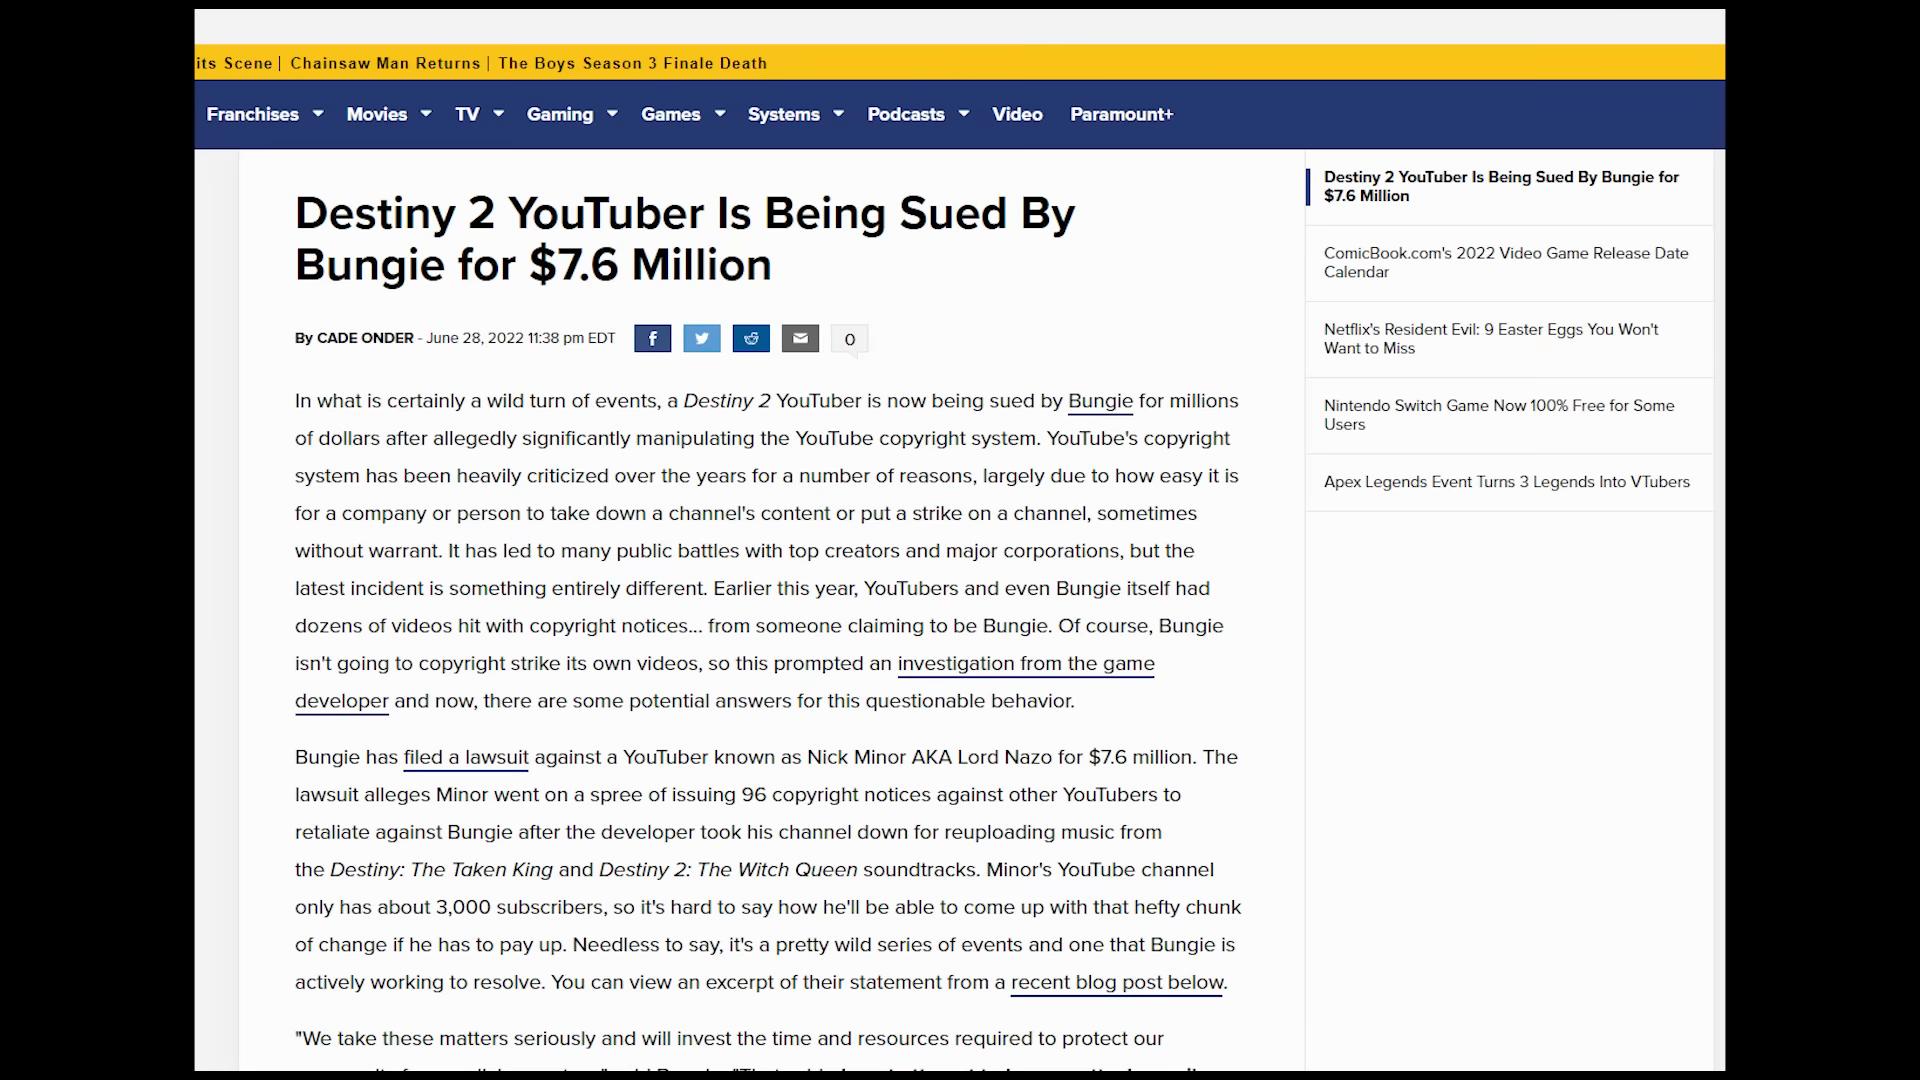 its Scene | Chainsaw Man Returns | The Boys Season 3 Finale Death
Franchises Movies TV Gaming Games Systems Podcasts Video Paramount+
Destiny 2 YouTuber Is Being Sued By
Bungie for $7.6 Million
By CADE ONDER - June 28, 2022 11:38 pm EDT
0
In what is certainly a wild turn of events, a Destiny 2 YouTuber is now being sued by Bungie for millions
of dollars after allegedly significantly manipulating the YouTube copyright system. YouTube's copyright
system has been heavily criticized over the years for a number of reasons, largely due to how easy it is
for a company or person to take down a channel's content or put a strike on a channel, sometimes
without warrant. It has led to many public battles with top creators and major corporations, but the
latest incident is something entirely different. Earlier this year, YouTubers and even Bungie itself had
dozens of videos hit with copyright notices... from someone claiming to be Bungie. Of course, Bungie
isn't going to copyright strike its own videos, so this prompted an investigation from the game
developer and now, there are some potential answers for this questionable behavior.
Bungie has filed a lawsuit against a YouTuber known as Nick Minor AKA Lord Nazo for $7.6 million. The
lawsuit alleges Minor went on a spree of issuing 96 copyright notices against other YouTubers to
retaliate against Bungie after the developer took his channel down for reuploading music from
the Destiny: The Taken King and Destiny 2: The Witch Queen soundtracks. Minor's YouTube channel
only has about 3,000 subscribers, so it's hard to say how he'll be able to come up with that hefty chunk
of change if he has to pay up. Needless to say, it's a pretty wild series of events and one that Bungie is
actively working to resolve. You can view an excerpt of their statement from a recent blog post below.
"We take these matters seriously and will invest the time and resources required to protect our
Destiny 2 YouTuber Is Being Sued By Bungie for
$7.6 Million
ComicBook.com's 2022 Video Game Release Date
Calendar
Netflix's Resident Evil: 9 Easter Eggs You Won't
Want to Miss
Nintendo Switch Game Now 100% Free for Some
Users
Apex Legends Event Turns 3 Legends Into VTubers